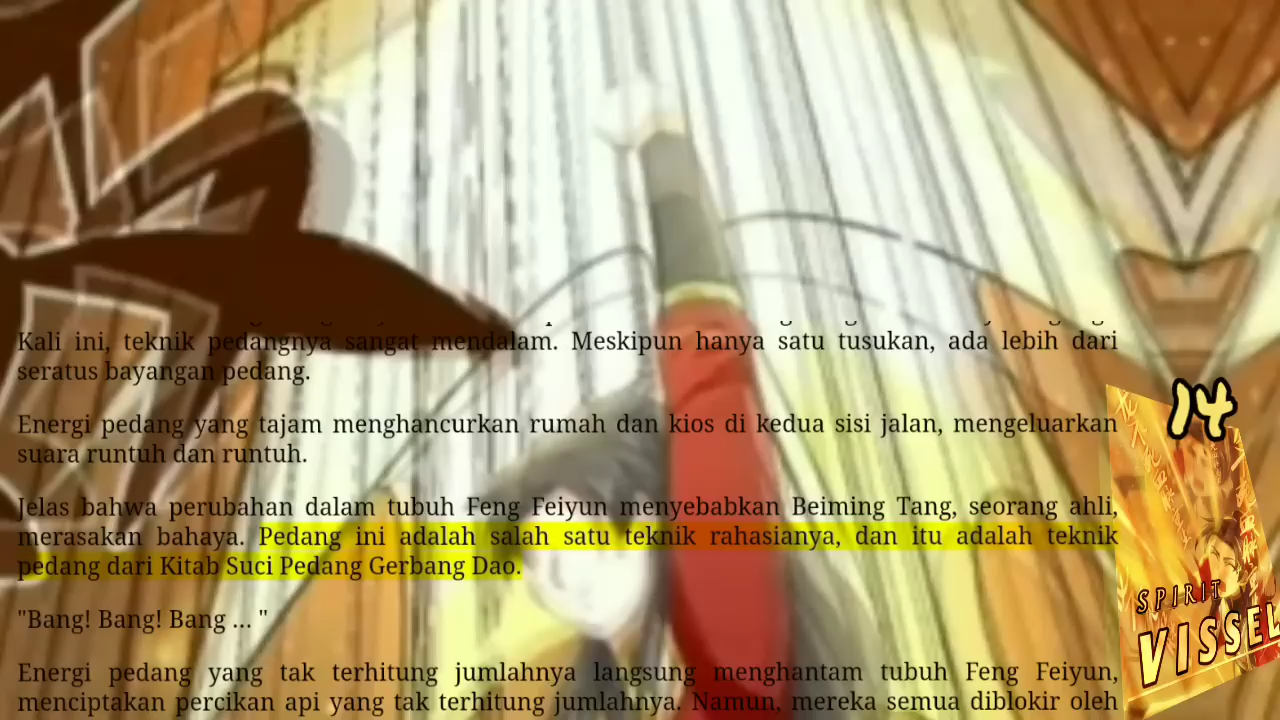 Kali ini, teknik pedangnya sangat mendalam. Meskipun hanya satu tusukan, ada lebih dari
seratus bayangan pedang.
Energi pedang yang tajam menghancurkan rumah dan kios di kedua sisi jalan, mengeluarkan
suara runtuh dan runtuh.
Jelas bahwa perubahan dalam tubuh Feng Feiyun menyebabkan Beiming Tang, seorang ahli,
merasakan bahaya. Pedang ini adalah salah satu teknik rahasianya, dan itu adalah teknik
pedang dari Kitab Suci Pedang Gerbang Dao.
"Bang! Bang! Bang ... "
Energi pedang yang tak terhitung jumlahnya langsung menghantam tubuh Feng Feiyun,
menciptakan percikan api yang tak terhitung jumlahnya. Namun, mereka semua diblokir oleh
14
SPIRIT
VISSEL